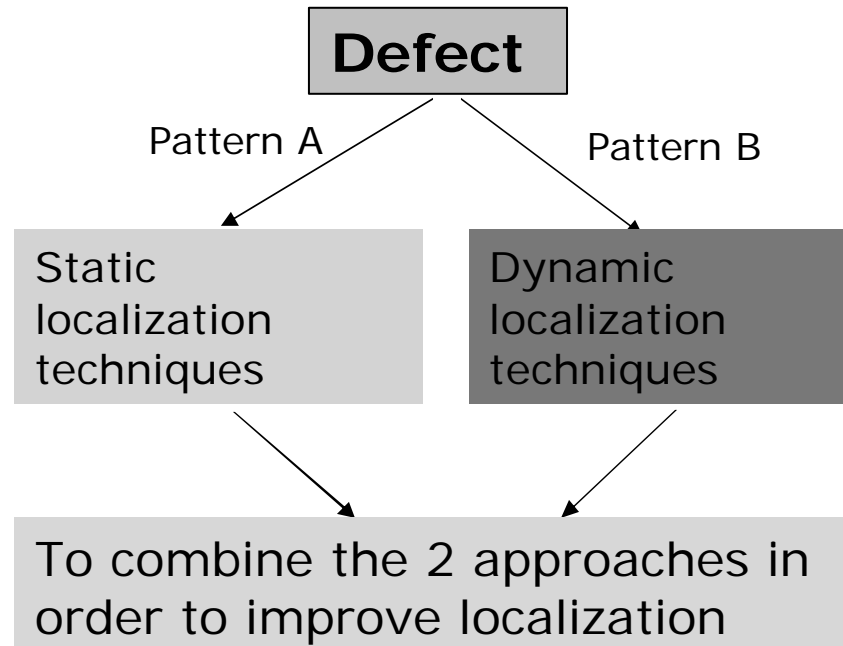 Defect
Pattern A
Pattern B
Static
localization
techniques
Dynamic
localization
techniques
To combine the 2 approaches in
order to improve localization